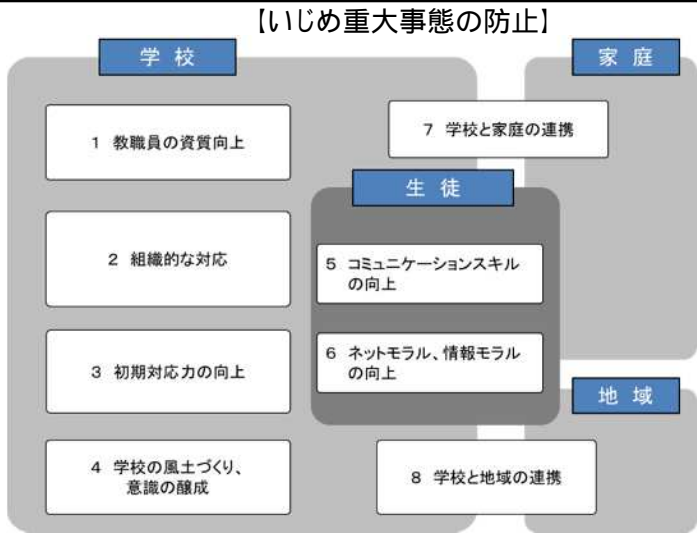 【いじめ重大事態の防止】
学 校
家 庭
1 教職員の資質向上
7 学校と家庭の連携
生 徒
2 組織的な対応
5 コミュニケーションスキル
の向上
3 初期対応力の向上
6 ネットモラル、情報モラル
の向上
地 域
4 学校の風土づくり、
意識の醸成
8 学校と地域の連携